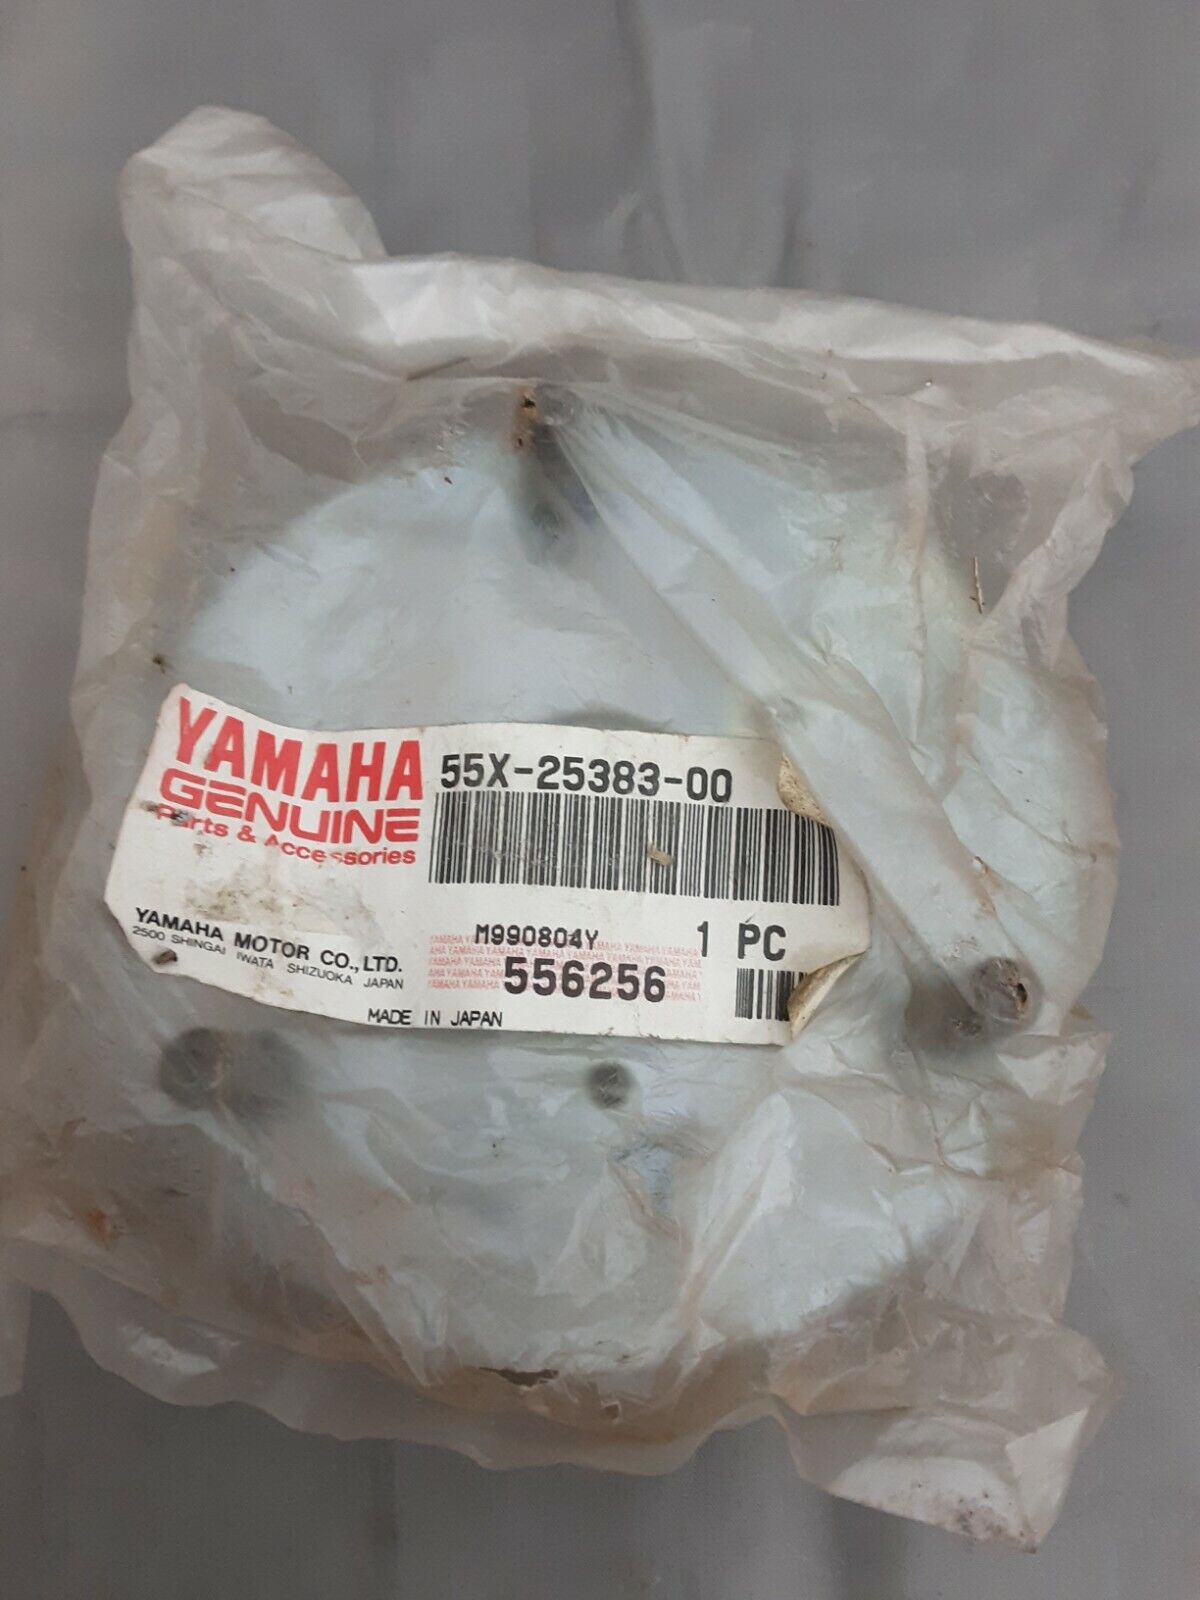 YAMAHA
GENUINE
Parts & Accessories
55X-25383-00
YAMAHA MOTOR CO.,LTD.
2500 SHINGAI IWATA SHIZUOKA JAPAN
M990804Y
1 PC
556256
MADE IN JAPAN